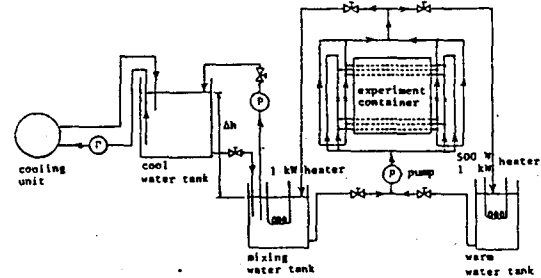 experiment
container
Δh
P
P
cooling
unit
cool
water tank
1 kW heater
P
pump
500 W
1 kW
heater
mixing
water tank
warm
water tank